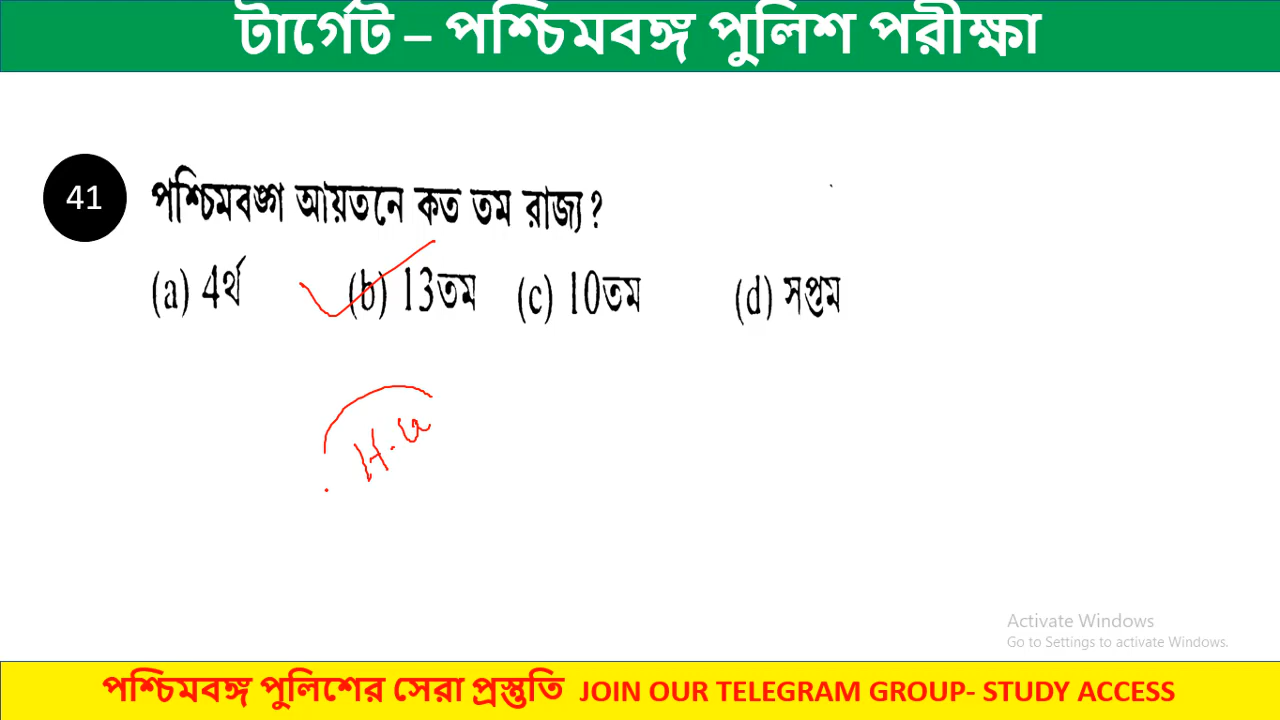 টার্গেট – পশ্চিমবঙ্গ পুলিশ পরীক্ষা
41 পশ্চিমবঙ্গ আয়তনে কত তম রাজ্য ?
(a) 4র্থ (b) 13তম (c) 10তম (d) সপ্তম
Activate Windows
Go to Settings to activate Windows.
পশ্চিমবঙ্গ পুলিশের সেরা প্রস্তুতি JOIN OUR TELEGRAM GROUP- STUDY ACCESS